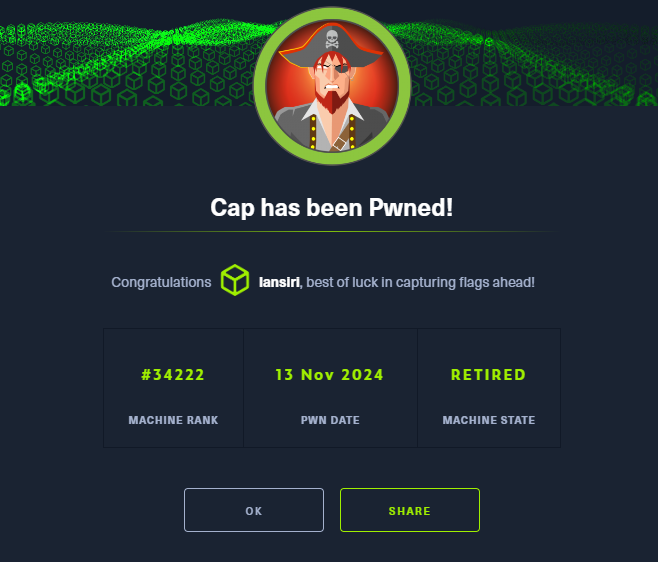 Cap has been Pwned!
Congratulations Iansiri, best of luck in capturing flags ahead!
#34222 13 Nov 2024 RETIRED
MACHINE RANK PWN DATE MACHINE STATE
OK SHARE